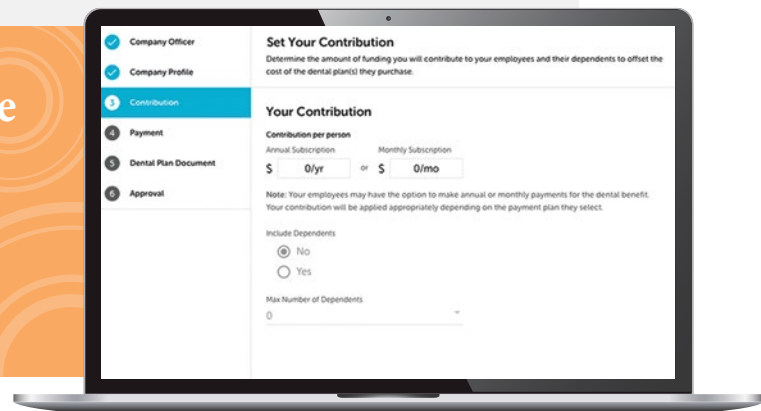 e
Company Officer
Company Profile
3 Contribution
4 Payment
5 Dental Plan Document
6 Approval
Set Your Contribution
Determine the amount of funding you will contribute to your employees and their dependents to offset the
cost of the dental plan(s) they purchase.
Your Contribution
Contribution per person
Annual Subscription Monthly Subscription
$ 0/yr or $ 0/mo
Note: Your employees may have the option to make annual or monthly payments for the dental benefit.
Your contribution will be applied appropriately depending on the payment plan they select.
Include Dependents
No
Yes
Max Number of Dependents
0